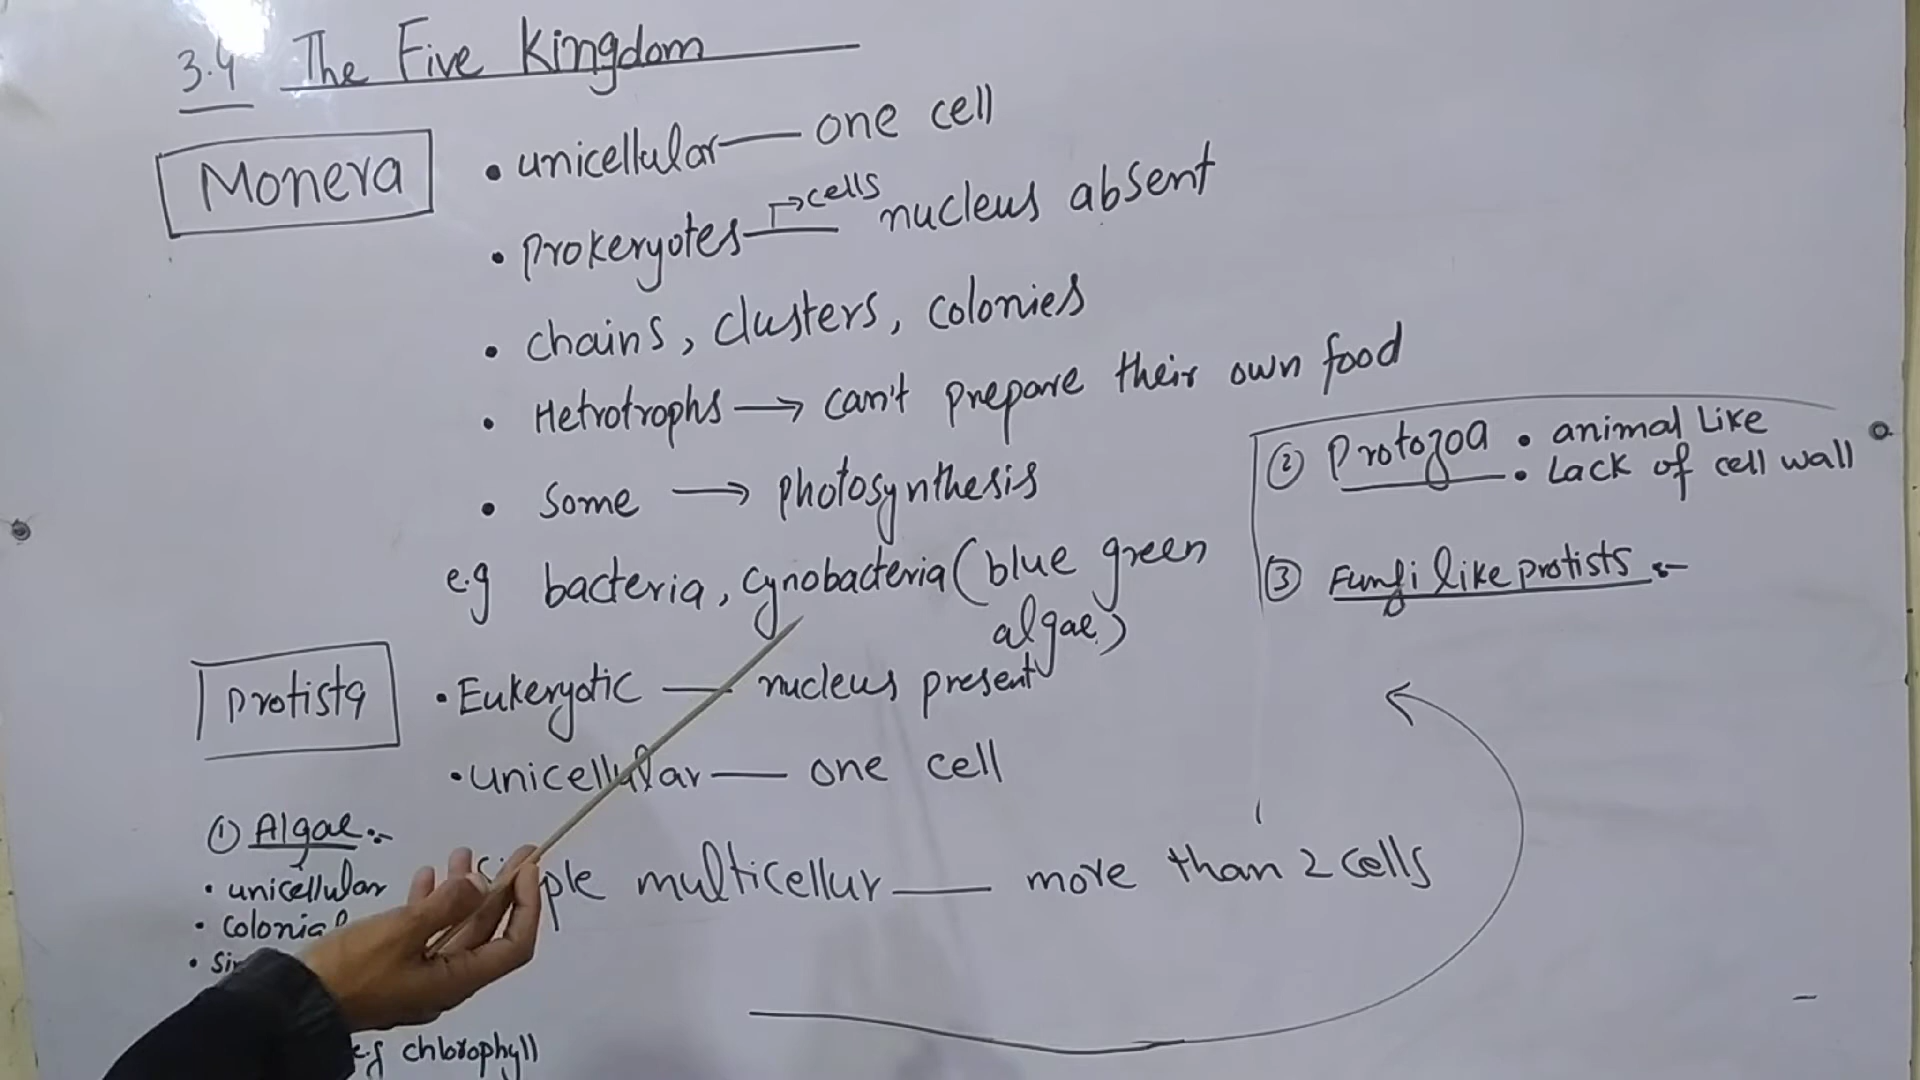 3.4 The Five Kingdom
Monera
• unicellular — one cell
• Prokeryotes — cells nucleus absent
• chains, clusters, colonies
• Hetrotrophs → can't prepare their own food
• Some → photosynthesis
e.g bacteria, cynobacteria (blue green
algae)
Protista
• Eukeryotic — nucleus present
• unicellular — one cell
multicellur — more than 2 cells
① Algae :-
• unicellular
• colonial
e.g chlorophyll
② Protozoa • animal Like
• Lack of cell wall
③ Fungi like protists :-